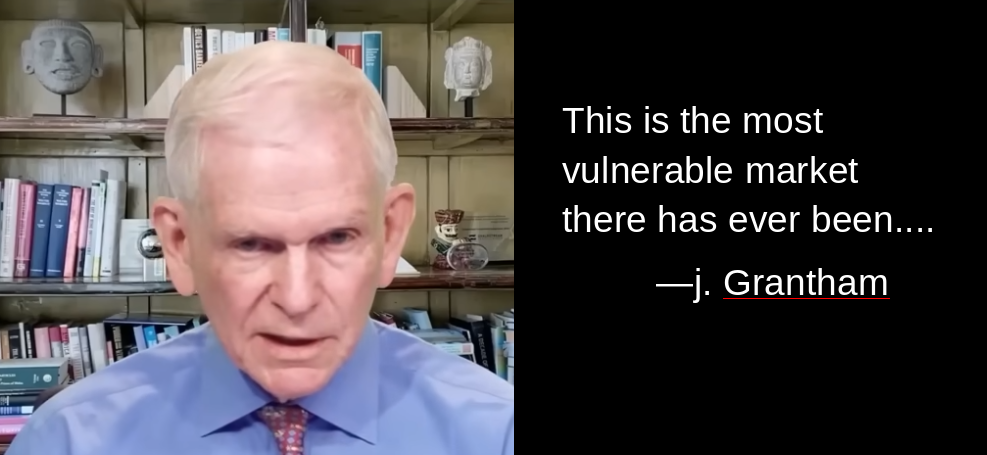 This is the most
vulnerable market
there has ever been....
—j. Grantham